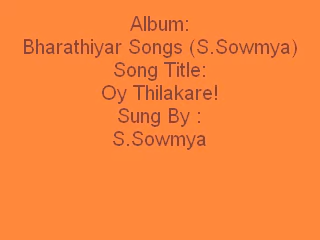 Album:
Bharathiyar Songs (S.Sowmya)
Song Title:
Oy Thilakare!
Sung By :
S.Sowmya